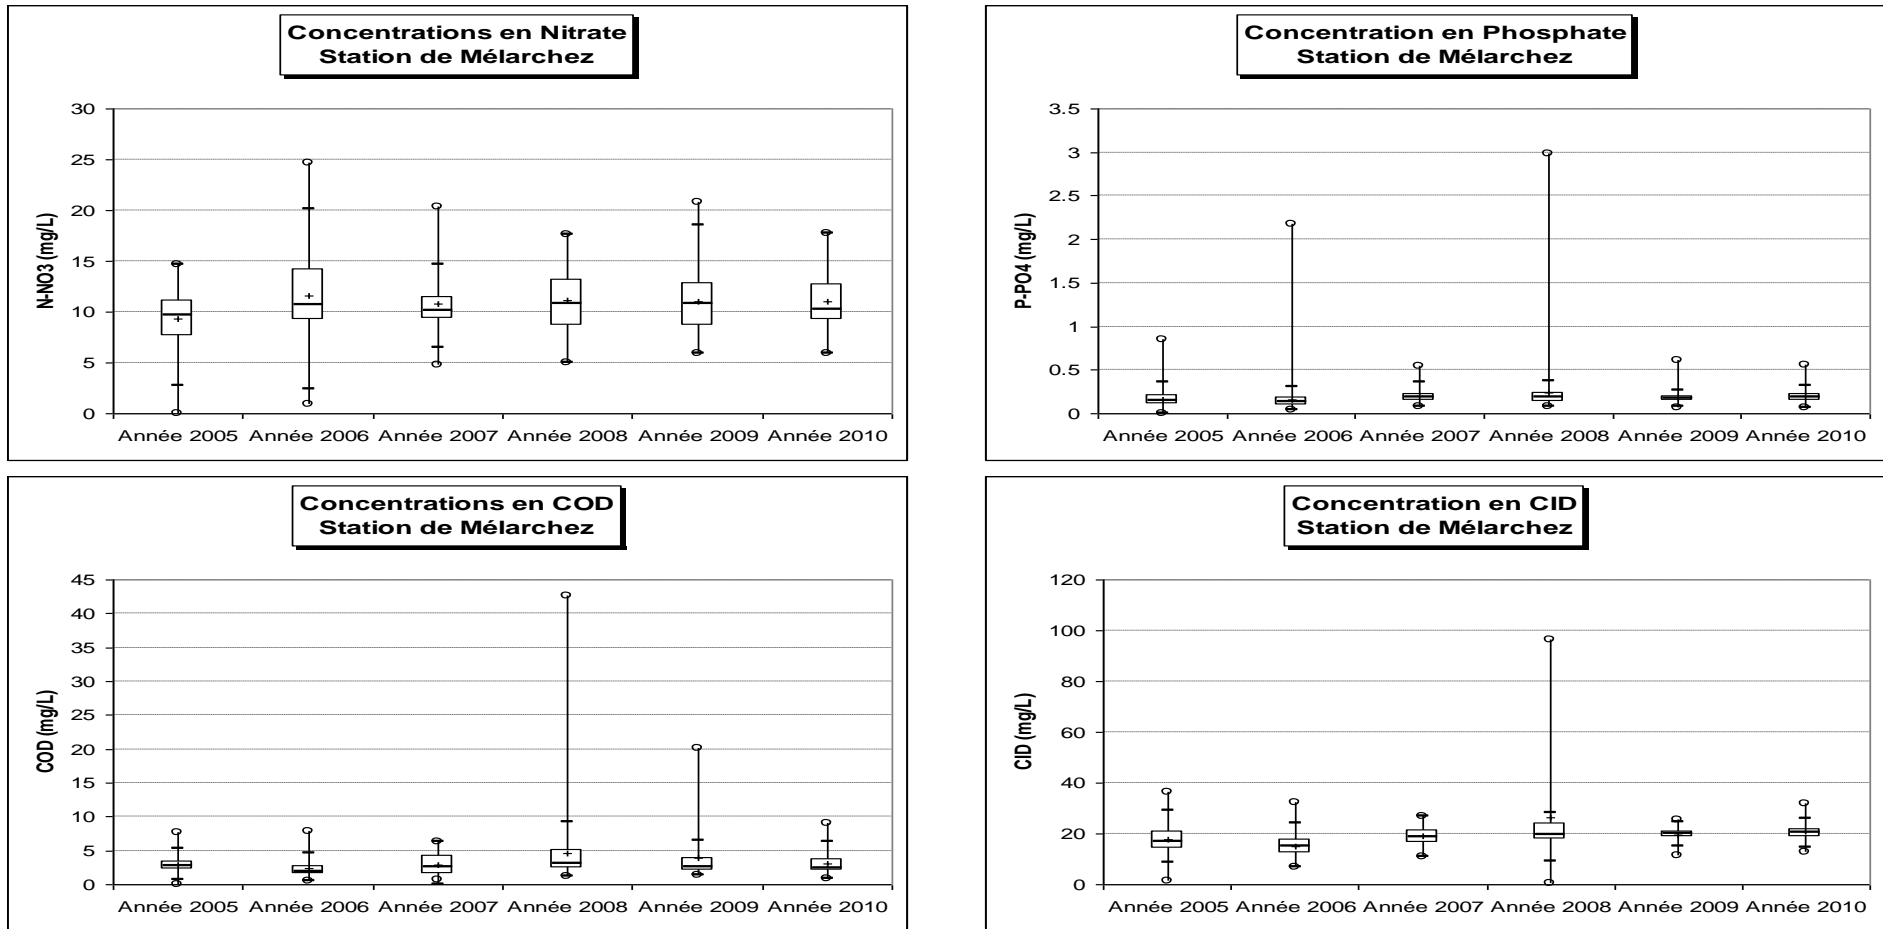 Concentrations en Nitrate
Station de Mélarchez
N-NO3 (mg/L)
30
25
20
15
10
5
0
Année 2005 Année 2006 Année 2007 Année 2008 Année 2009 Année 2010
Concentration en Phosphate
Station de Mélarchez
P-PO4 (mg/L)
3.5
3
2.5
2
1.5
1
0.5
0
Année 2005 Année 2006 Année 2007 Année 2008 Année 2009 Année 2010
Concentrations en COD
Station de Mélarchez
COD (mg/L)
45
40
35
30
25
20
15
10
5
0
Année 2005 Année 2006 Année 2007 Année 2008 Année 2009 Année 2010
Concentration en CID
Station de Mélarchez
CID (mg/L)
120
100
80
60
40
20
0
Année 2005 Année 2006 Année 2007 Année 2008 Année 2009 Année 2010